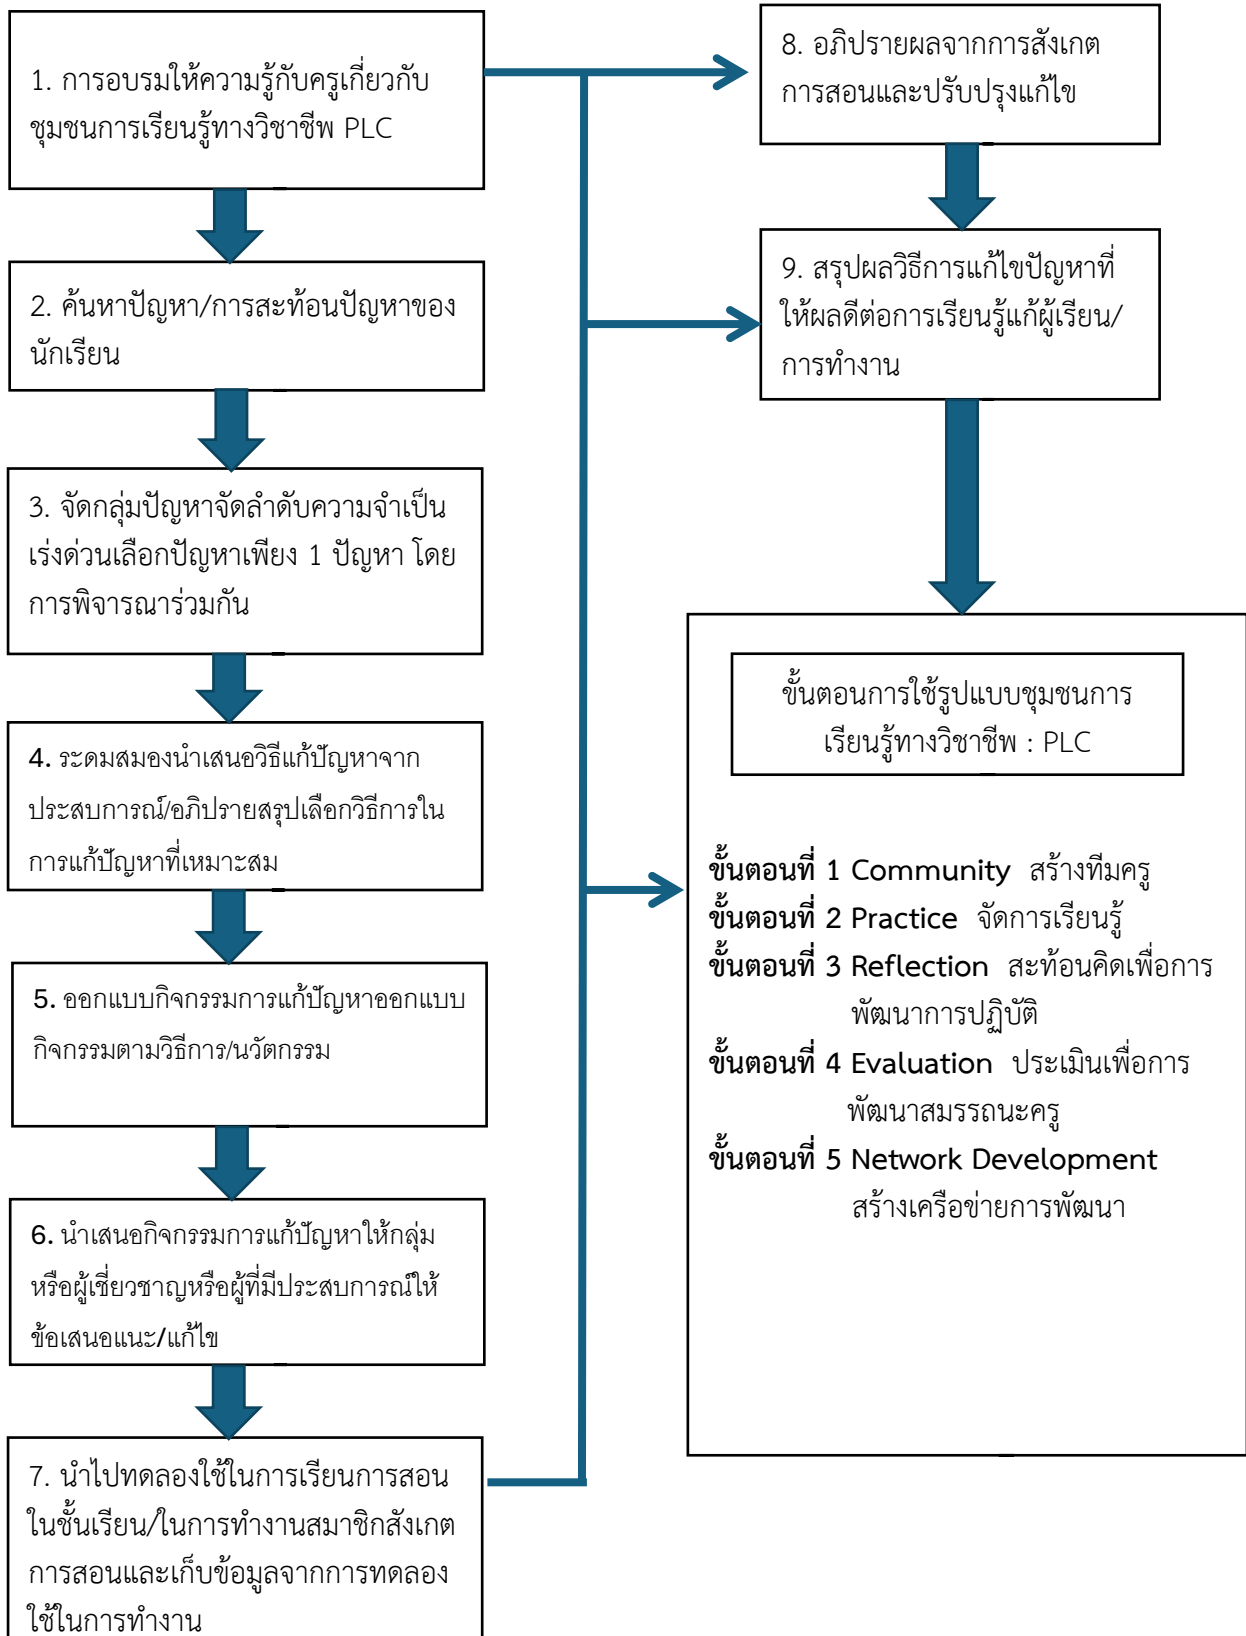 1. การอบรมให้ความรู้กับครูเกี่ยวกับ
ชุมชนการเรียนรู้ทางวิชาชีพ PLC
2. ค้นหาปัญหา/การสะท้อนปัญหาของ
นักเรียน
3. จัดกลุ่มปัญหาจัดลำดับความจำเป็น
เร่งด่วนเลือกปัญหาเพียง 1 ปัญหา โดย
การพิจารณาร่วมกัน
4. ระดมสมองนำเสนอวิธีแก้ปัญหาจาก
ประสบการณ์/อภิปรายสรุปเลือกวิธีการใน
การแก้ปัญหาที่เหมาะสม
5. ออกแบบกิจกรรมการแก้ปัญหาออกแบบ
กิจกรรมตามวิธีการ/นวัตกรรม
6. นำเสนอกิจกรรมการแก้ปัญหาให้กลุ่ม
หรือผู้เชี่ยวชาญหรือผู้ที่มีประสบการณ์ให้
ข้อเสนอแนะ/แก้ไข
7. นำไปทดลองใช้ในการเรียนการสอน
ในชั้นเรียน/ในการทำงานสมาชิกสังเกต
การสอนและเก็บข้อมูลจากการทดลอง
ใช้ในการทำงาน
8. อภิปรายผลจากการสังเกต
การสอนและปรับปรุงแก้ไข
9. สรุปผลวิธีการแก้ไขปัญหาที่
ให้ผลดีต่อการเรียนรู้แก้ผู้เรียน/
การทำงาน
ขั้นตอนการใช้รูปแบบชุมชนการ
เรียนรู้ทางวิชาชีพ : PLC
ขั้นตอนที่ 1 Community สร้างทีมครู
ขั้นตอนที่ 2 Practice จัดการเรียนรู้
ขั้นตอนที่ 3 Reflection สะท้อนคิดเพื่อการ
พัฒนาการปฏิบัติ
ขั้นตอนที่ 4 Evaluation ประเมินเพื่อการ
พัฒนาสมรรถนะครู
ขั้นตอนที่ 5 Network Development
สร้างเครือข่ายการพัฒนา